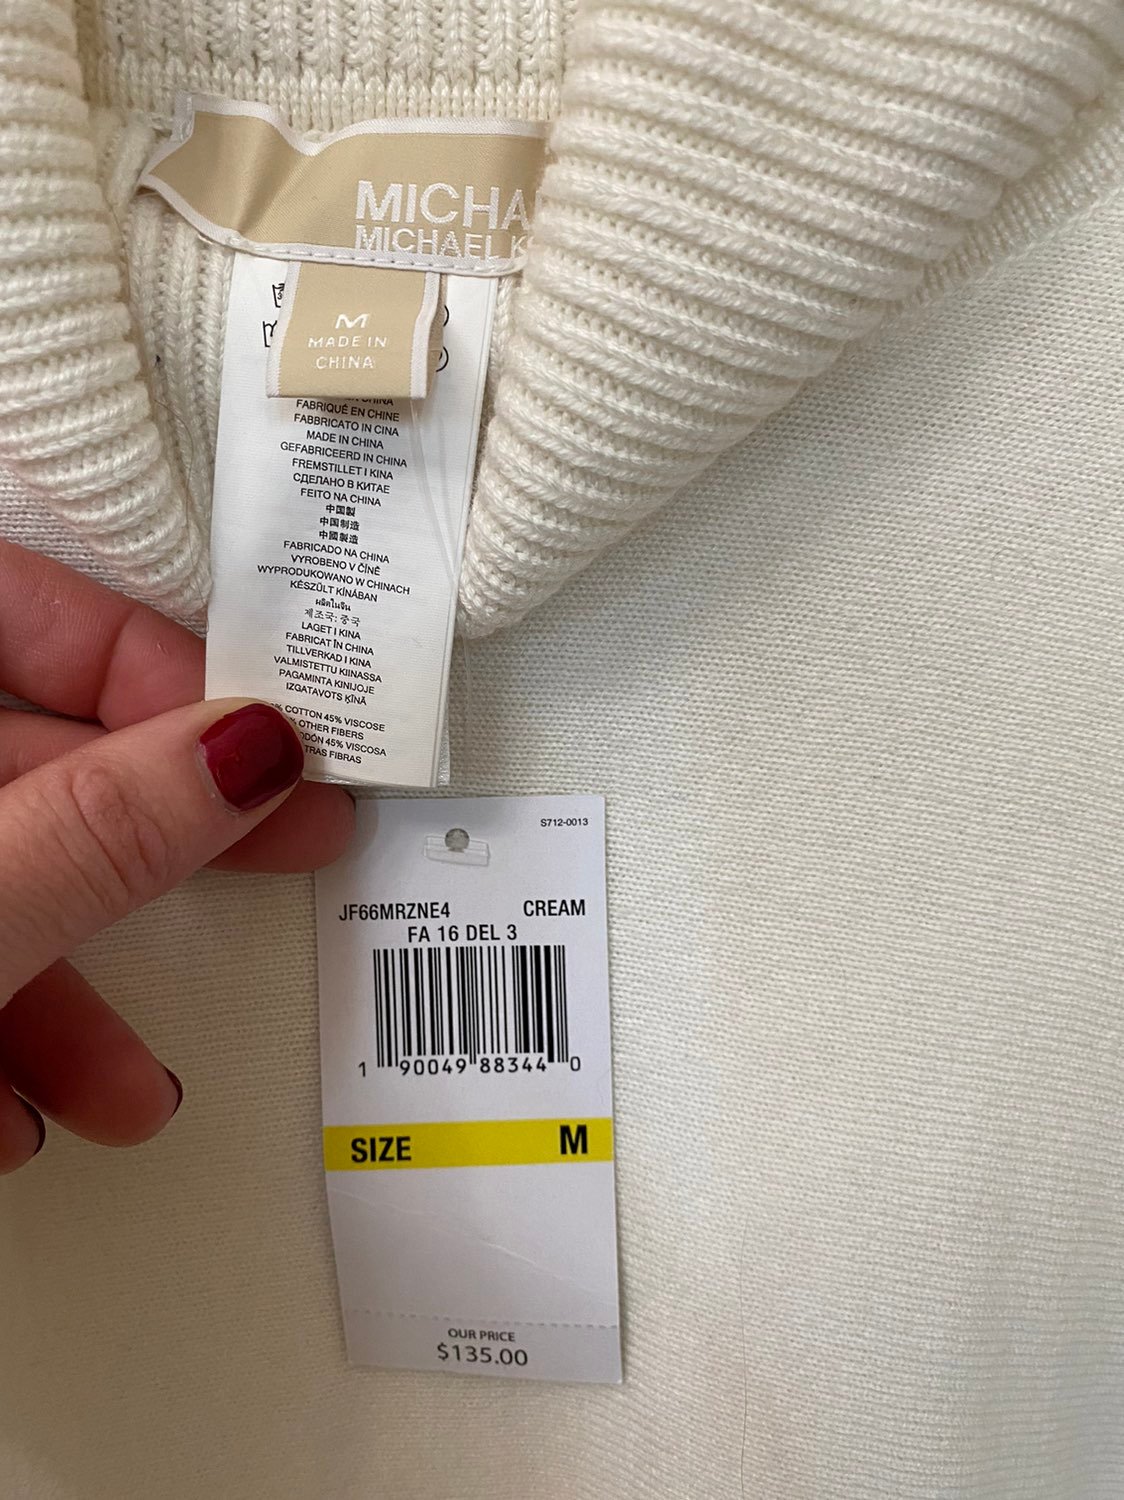 MICHA
MICHAEL K
M
MADE IN
CHINA
CHINA
FABRIQUÉ EN CHINE
FABBRICATO IN CINA
MADE IN CHINA
GEFABRICEERD IN CHINA
FREMSTILLET I KINA
СДЕЛАНО В КИТАЕ
FEITO NA CHINA
中国製
中国制造
中國製造
FABRICADO NA CHINA
VYROBENO V ČÍNĚ
WYPRODUKOWANO W CHINACH
KÉSZÜLT KÍNÁBAN
ผลิตในจีน
제조국: 중국
LAGET I KINA
FABRICAT ÎN CHINA
TILLVERKAD I KINA
VALMISTETTU KIINASSA
PAGAMINTA KINIJOJE
IZGATAVOTS ĶĪNĀ
% COTTON 45% VISCOSE
% OTHER FIBERS
ODÓN 45% VISCOSA
TRAS FIBRAS
S712-0013
JF66MRZNE4 CREAM
FA 16 DEL 3
1 90049 88344 0
SIZE M
OUR PRICE
$135.00